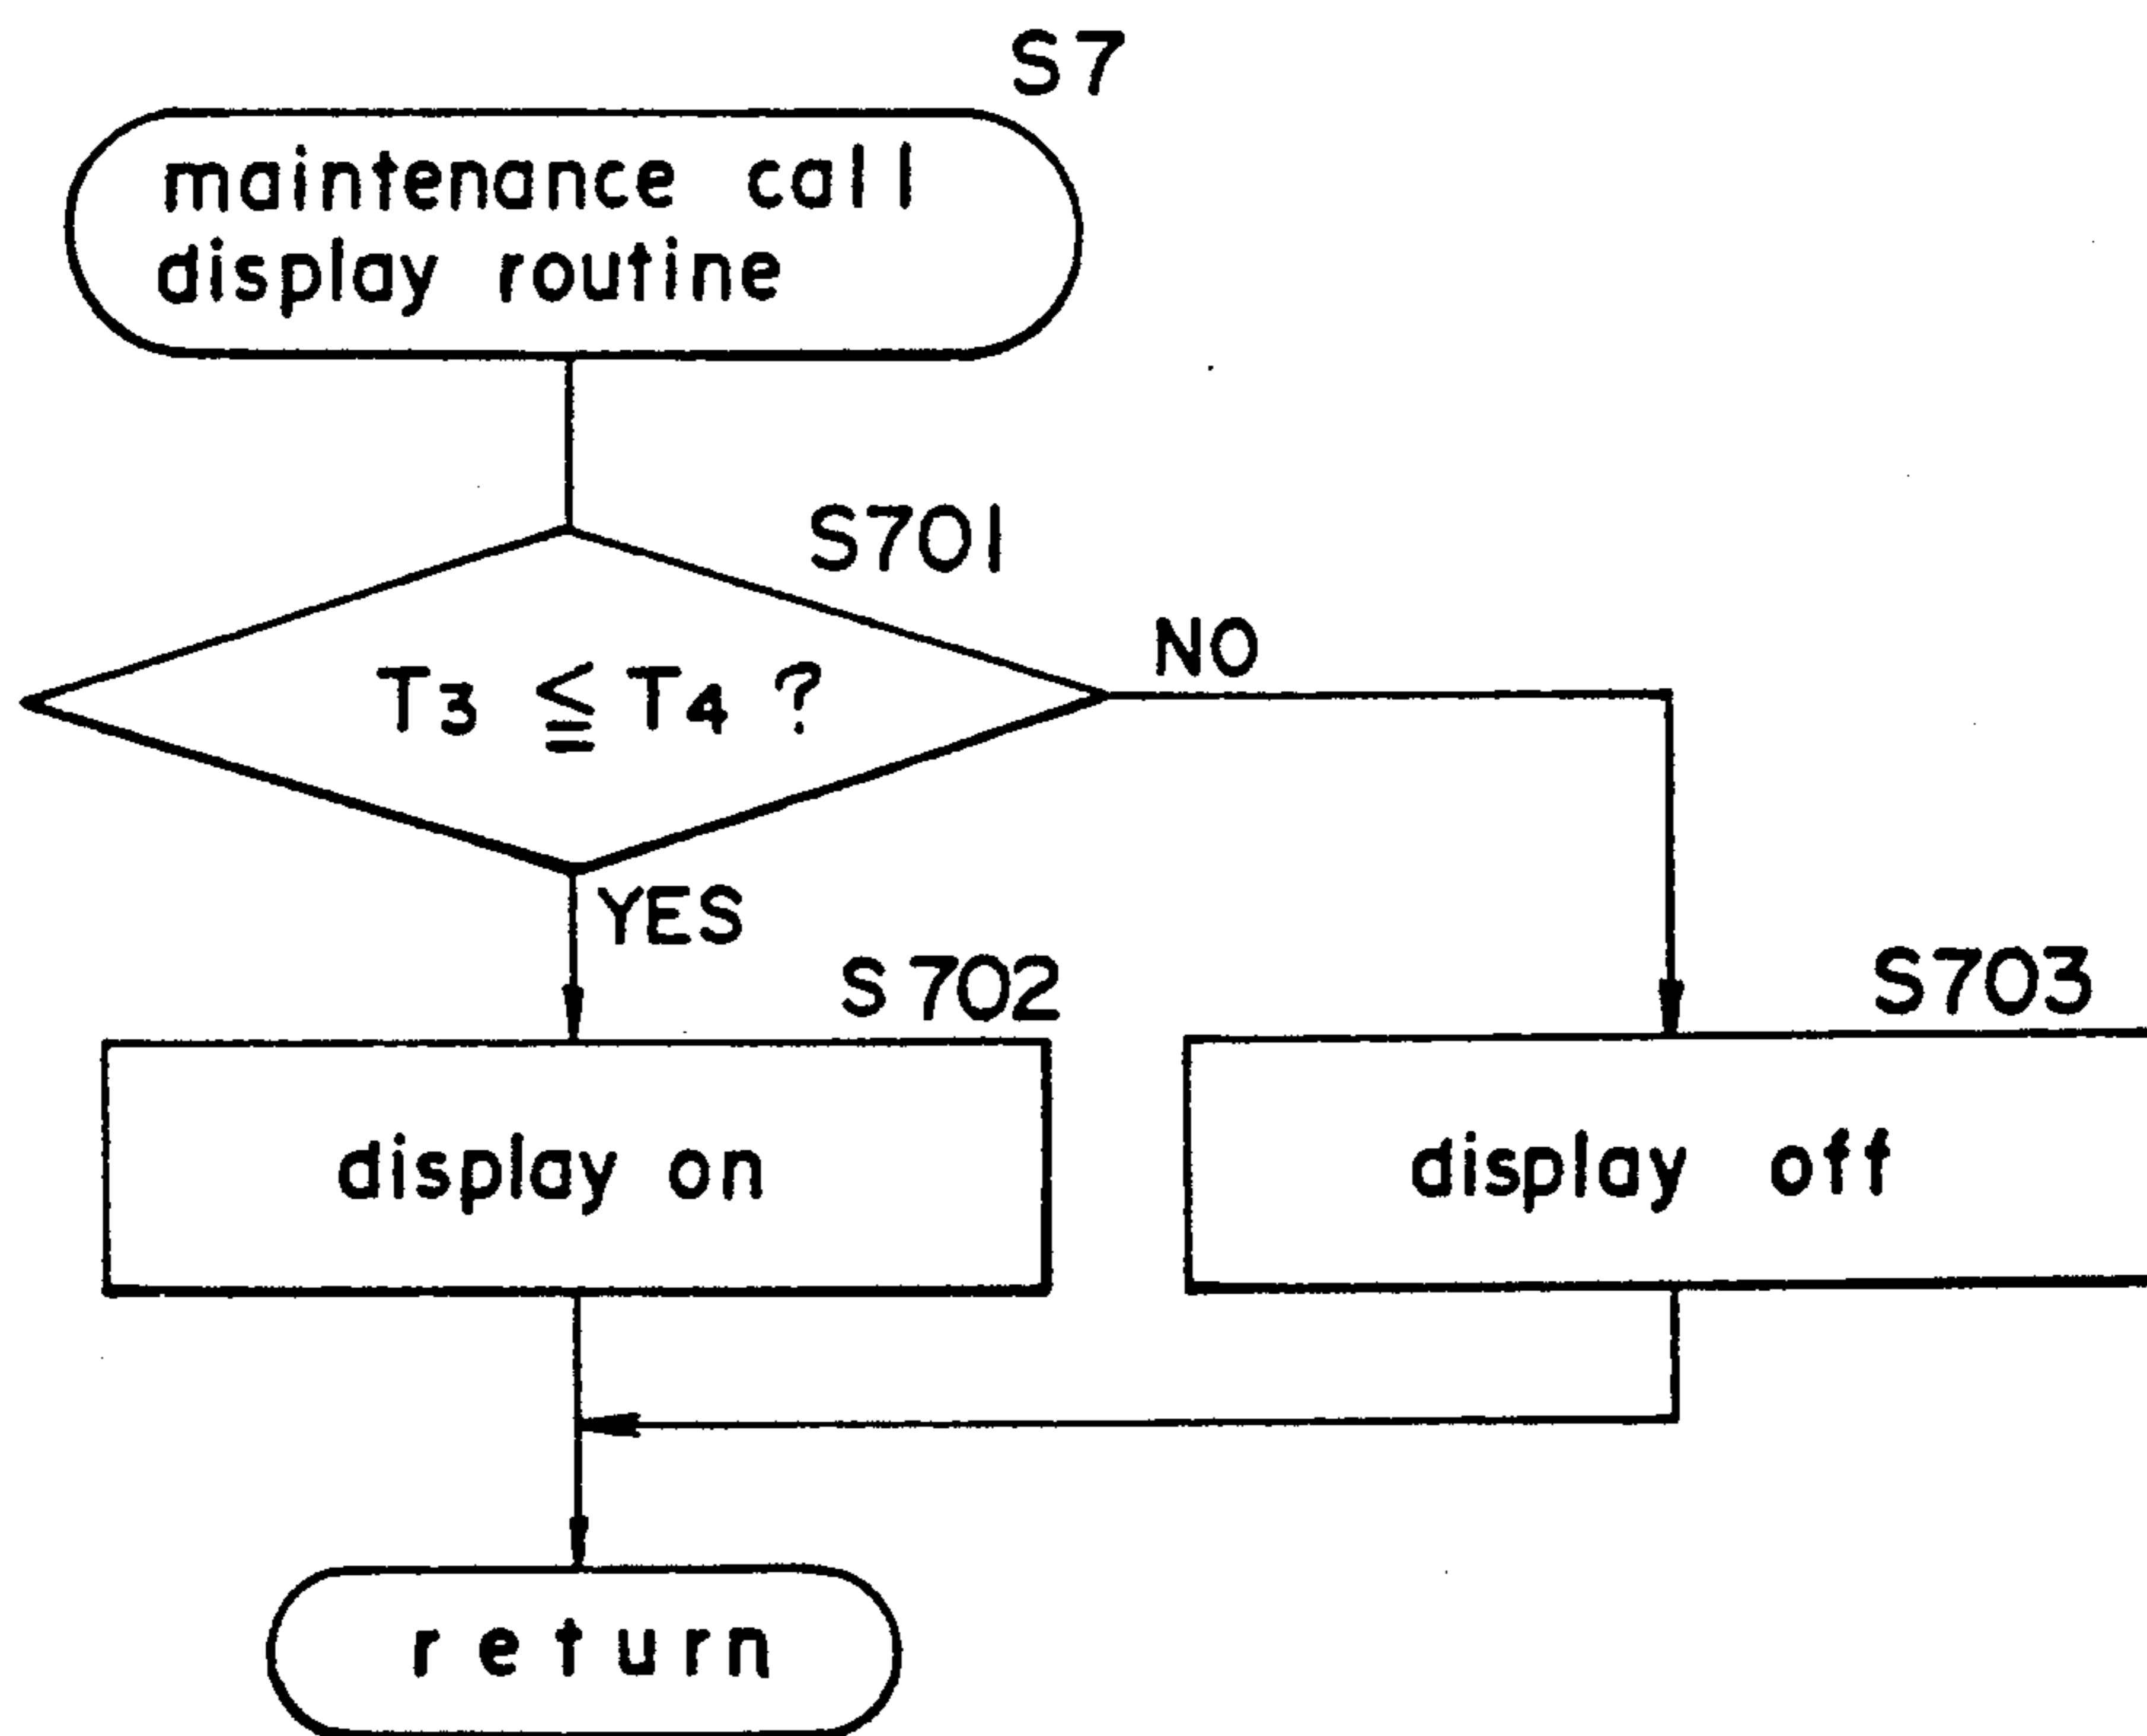 S7
maintenance call
display routine
S701
T3 ≦ T4 ?
NO
YES
S702
S703
display on
display off
return